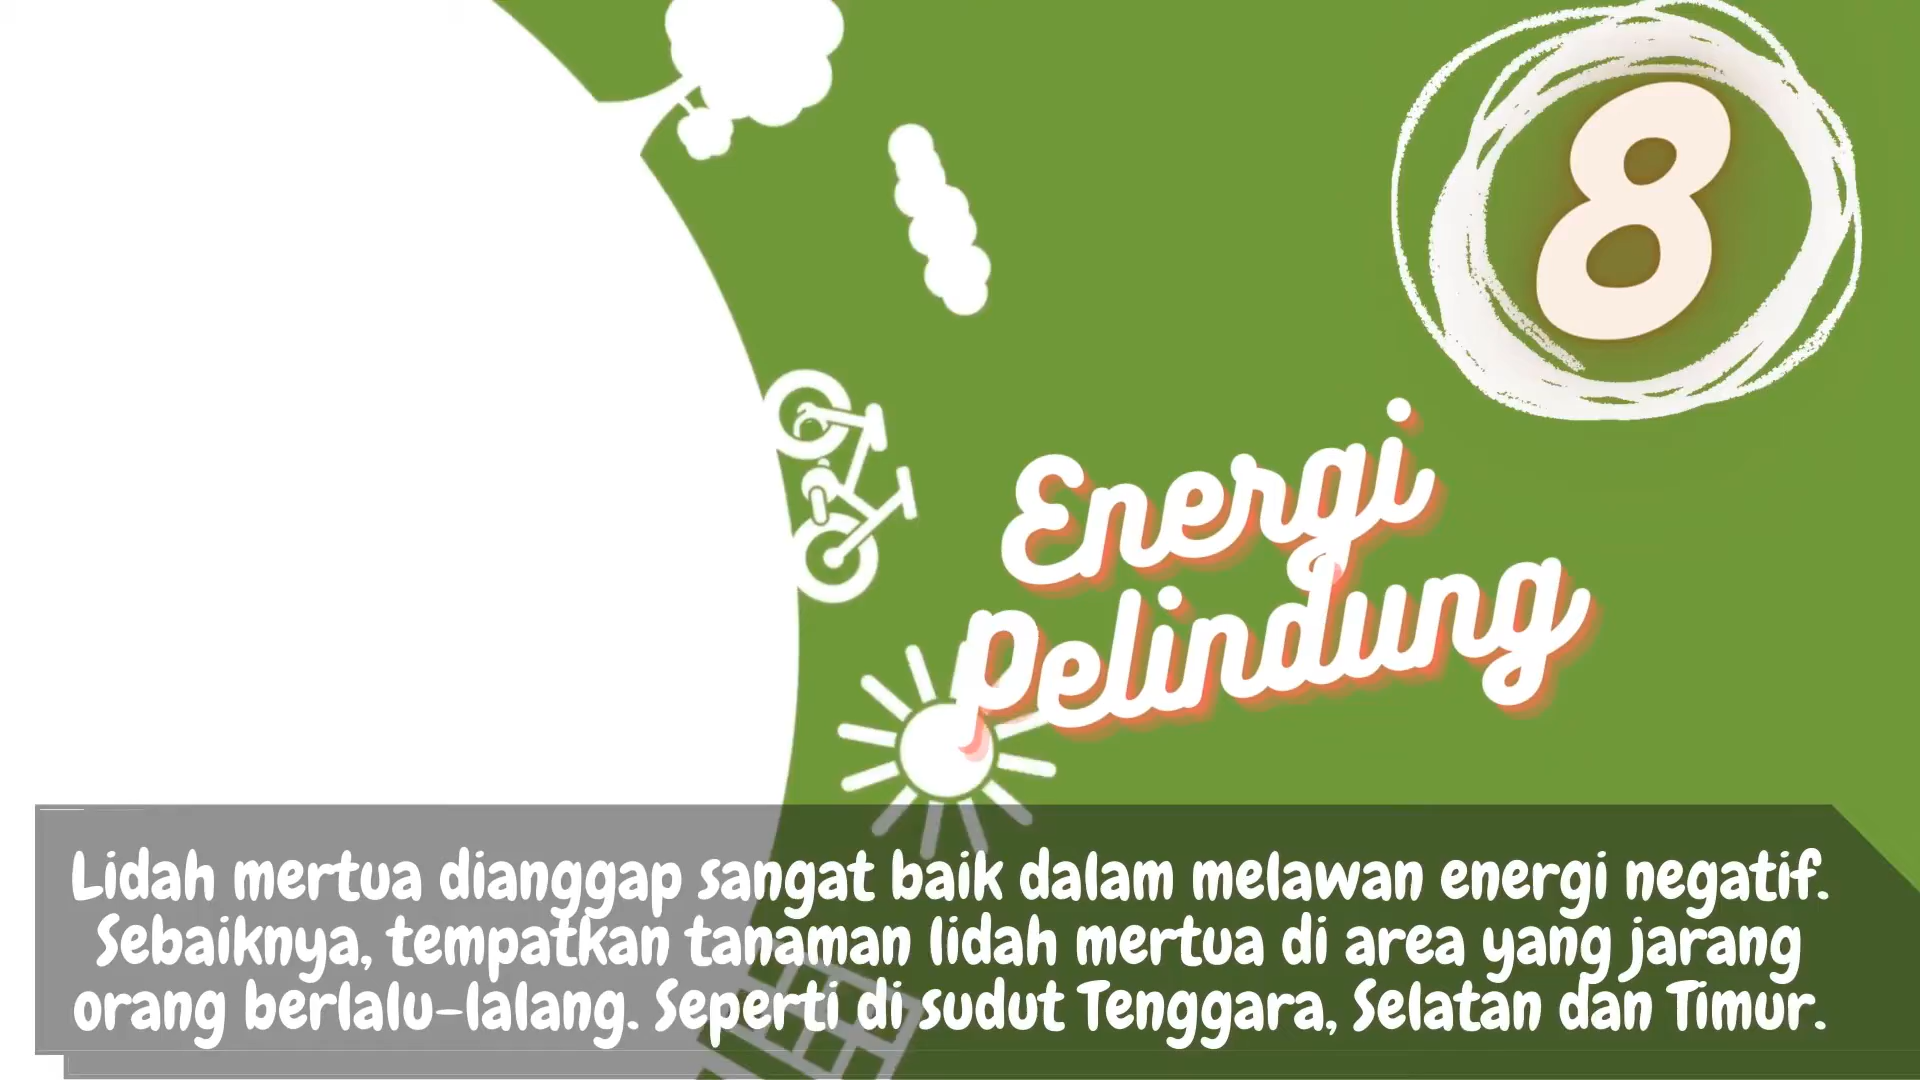 8
Energi
Pelindung
Lidah mertua dianggap sangat baik dalam melawan energi negatif.
Sebaiknya, tempatkan tanaman lidah mertua di area yang jarang
orang berlalu-lalang. Seperti di sudut Tenggara, Selatan dan Timur.